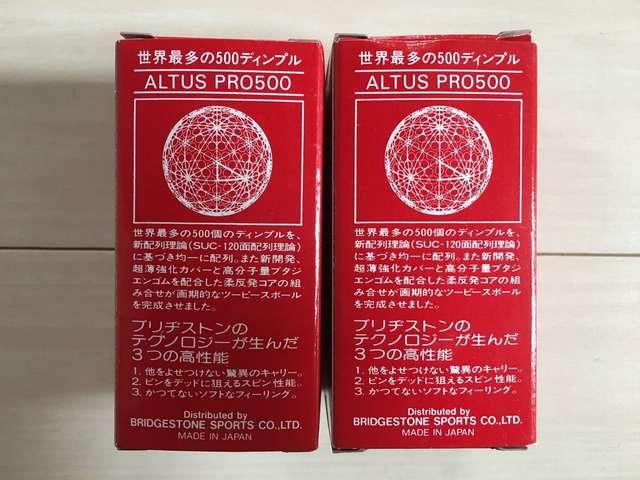 世界最多の500ディンプル
ALTUS PRO500
世界最多の500個のディンプルを、
新配列理論(SUC-120面配列理論)
に基づき均一に配列。また新開発、
超薄強化カバーと高分子量ブタジ
エンゴムを配合した柔反発コアの組
み合せが画期的なツーピースボール
を完成させました。
ブリヂストンの
テクノロジーが生んだ
3つの高性能
1. 他をよせつけない驚異のキャリー。
2. ピンをデッドに狙えるスピン性能。
3. かつてないソフトなフィーリング。
Distributed by
BRIDGESTONE SPORTS CO.,LTD.
MADE IN JAPAN
世界最多の500ディンプル
ALTUS PRO500
世界最多の500個のディンプルを、
新配列理論(SUC-120面配列理論)
に基づき均一に配列。また新開発、
超薄強化カバーと高分子量ブタジ
エンゴムを配合した柔反発コアの組
み合せが画期的なツーピースボール
を完成させました。
ブリヂストンの
テクノロジーが生んだ
3つの高性能
1. 他をよせつけない驚異のキャリー。
2. ピンをデッドに狙えるスピン性能。
3. かつてないソフトなフィーリング。
Distributed by
BRIDGESTONE SPORTS CO.,LTD.
MADE IN JAPAN